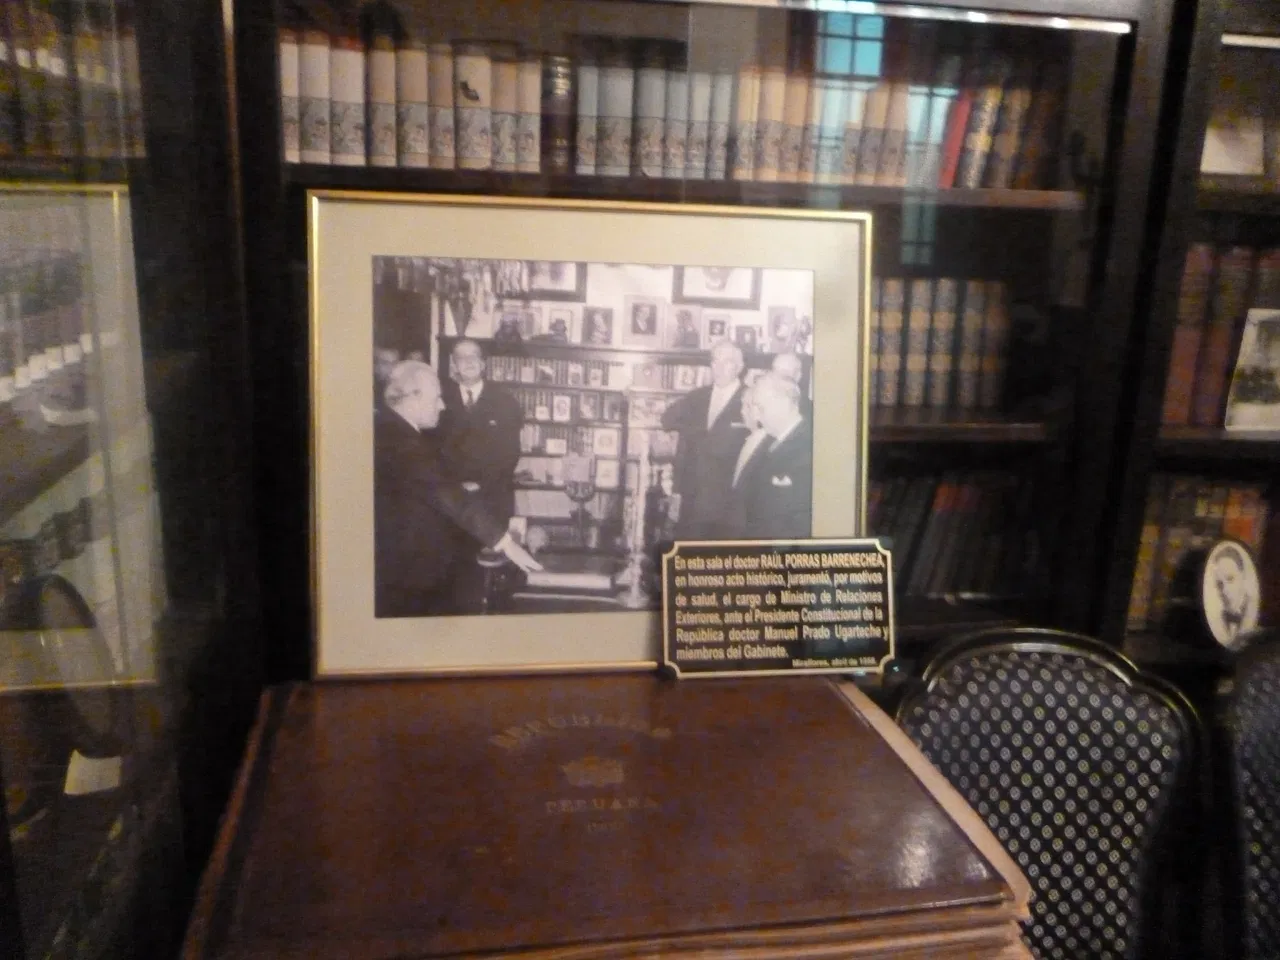 En esta sala el doctor RAÚL PORRAS BARRENECHEA,
en honroso acto histórico, juramentó, por motivos
de salud, el cargo de Ministro de Relaciones
Exteriores, ante el Presidente Constitucional de la
República doctor Manuel Prado Ugarteche y
miembros del Gabinete.
Miraflores, abril de 1958
PERUANA